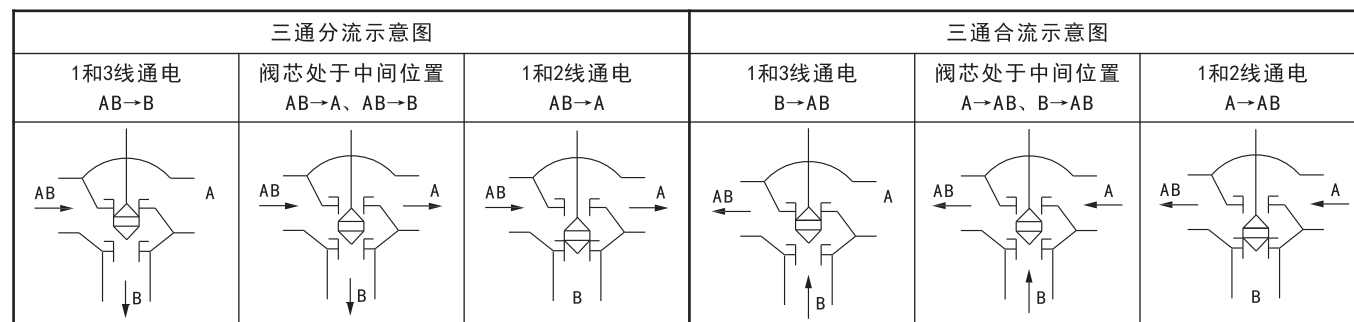 三通分流示意图
三通合流示意图
1和3线通电
AB→B
阀芯处于中间位置
AB→A、AB→B
1和2线通电
AB→A
1和3线通电
B→AB
阀芯处于中间位置
A→AB、B→AB
1和2线通电
A→AB
AB
A
B
AB
A
B
AB
A
B
AB
A
B
AB
A
B
AB
A
B